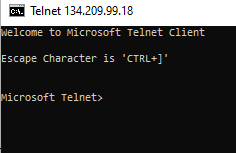 Telnet 134.209.99.18
Welcome to Microsoft Telnet Client
Escape Character is 'CTRL+]'
Microsoft Telnet>